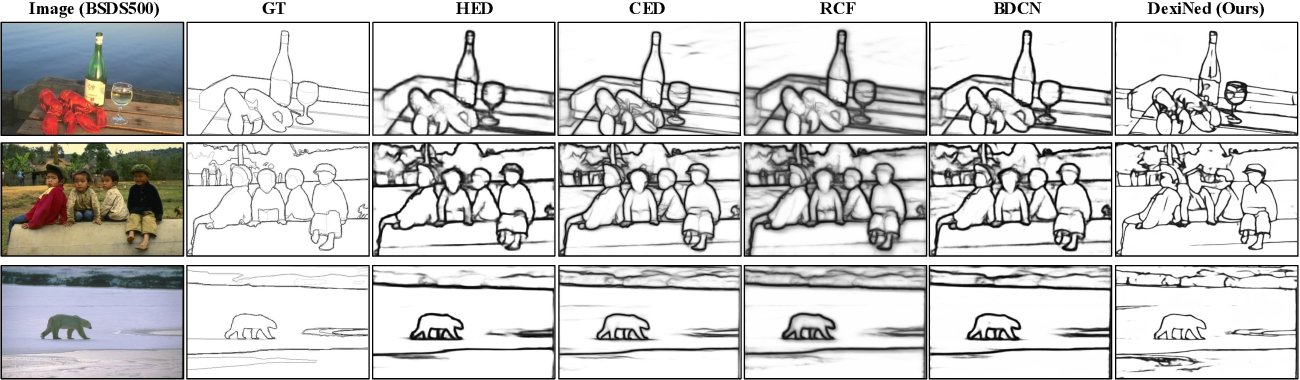 Image (BSDS500) GT HED CED RCF BDCN DexiNed (Ours)